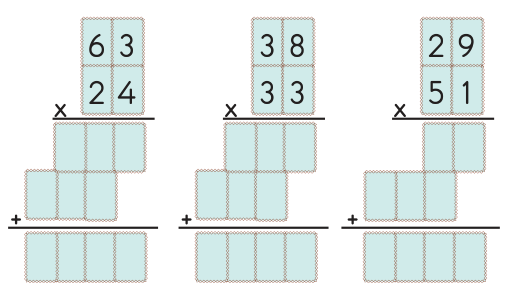 63 38 29
24 33 51
x x x
+ + +